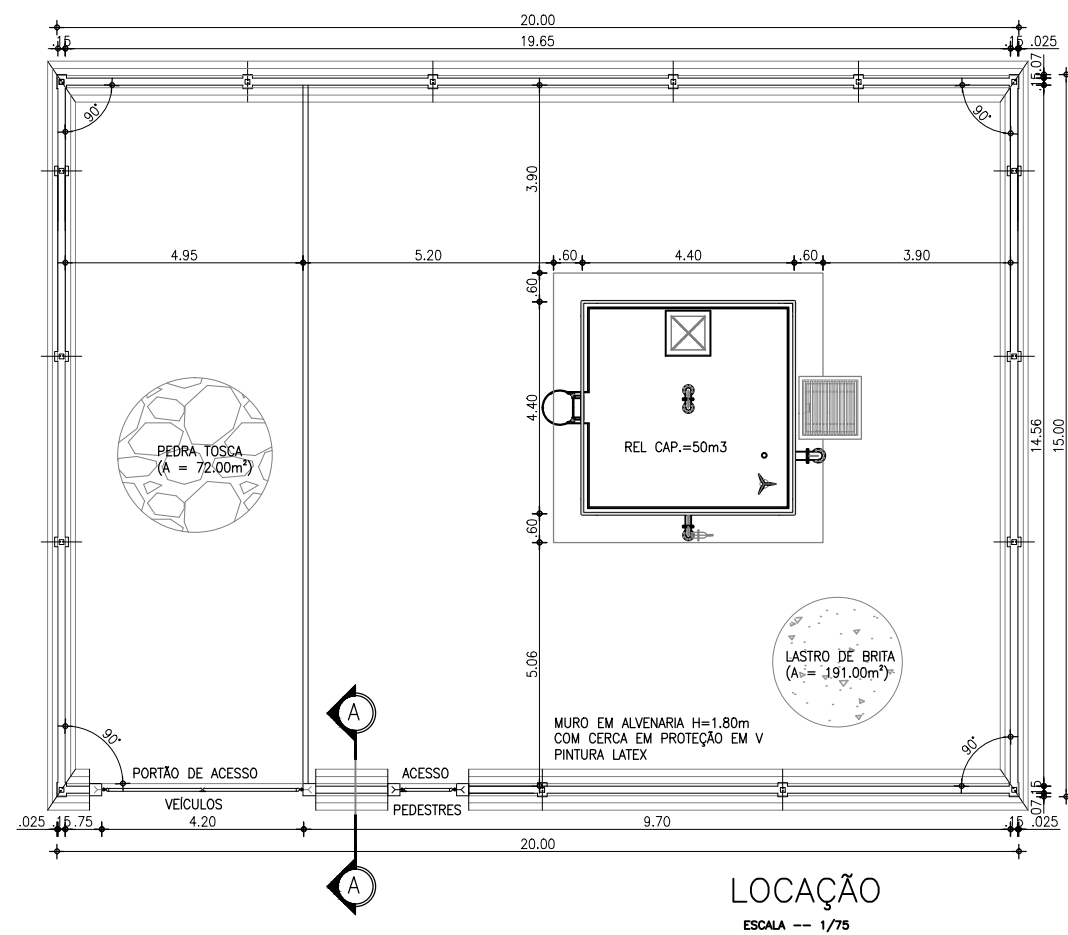 20.00
.15 19.65 .15 .025
.07
.15
90°
90°
3.90
4.95 5.20 .60 4.40 .60 3.90
.60
4.40
14.56
15.00
PEDRA TOSCA
(A = 72.00m²)
REL CAP.=50m3
.60
5.06
LASTRO DE BRITA
(A = 191.00m²)
A
MURO EM ALVENARIA H=1.80m
COM CERCA EM PROTEÇÃO EM V
PINTURA LATEX
90°
90°
PORTÃO DE ACESSO
VEÍCULOS
ACESSO
PEDESTRES
.15
.07
.025 .15 .75 4.20 9.70 .15 .025
20.00
A
LOCAÇÃO
ESCALA -- 1/75